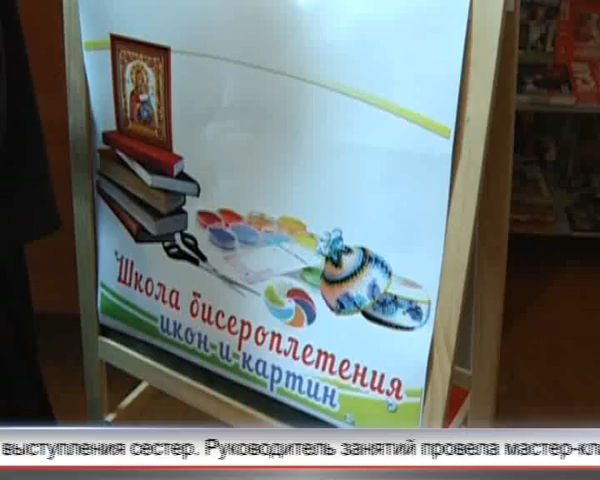 Школа бисероплетения
икон и картин
выступления сестер. Руководитель занятий провела мастер-кл